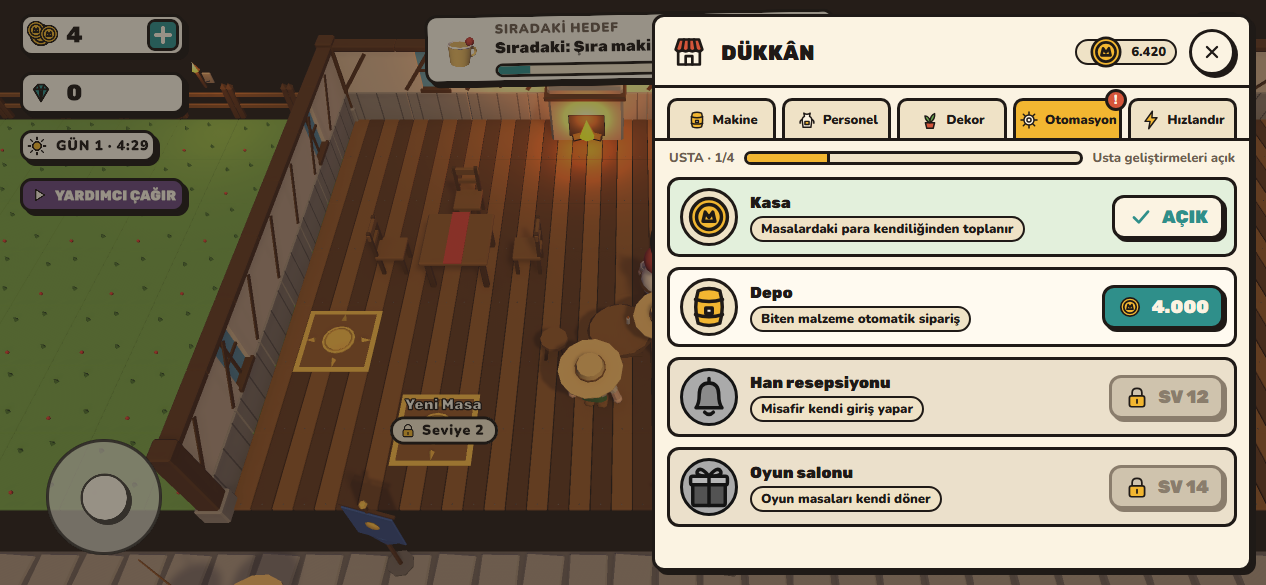 4
0
GÜN 1 · 4:29
YARDIMCI ÇAĞIR
SIRADAKİ HEDEF
Sıradaki: Şıra maki
Yeni Masa
Seviye 2
DÜKKÂN
6.420
Makine
Personel
Dekor
Otomasyon
!
Hızlandır
USTA · 1/4
Usta geliştirmeleri açık
Kasa
Masalardaki para kendiliğinden toplanır
AÇIK
Depo
Biten malzeme otomatik sipariş
4.000
Han resepsiyonu
Misafir kendi giriş yapar
SV 12
Oyun salonu
Oyun masaları kendi döner
SV 14